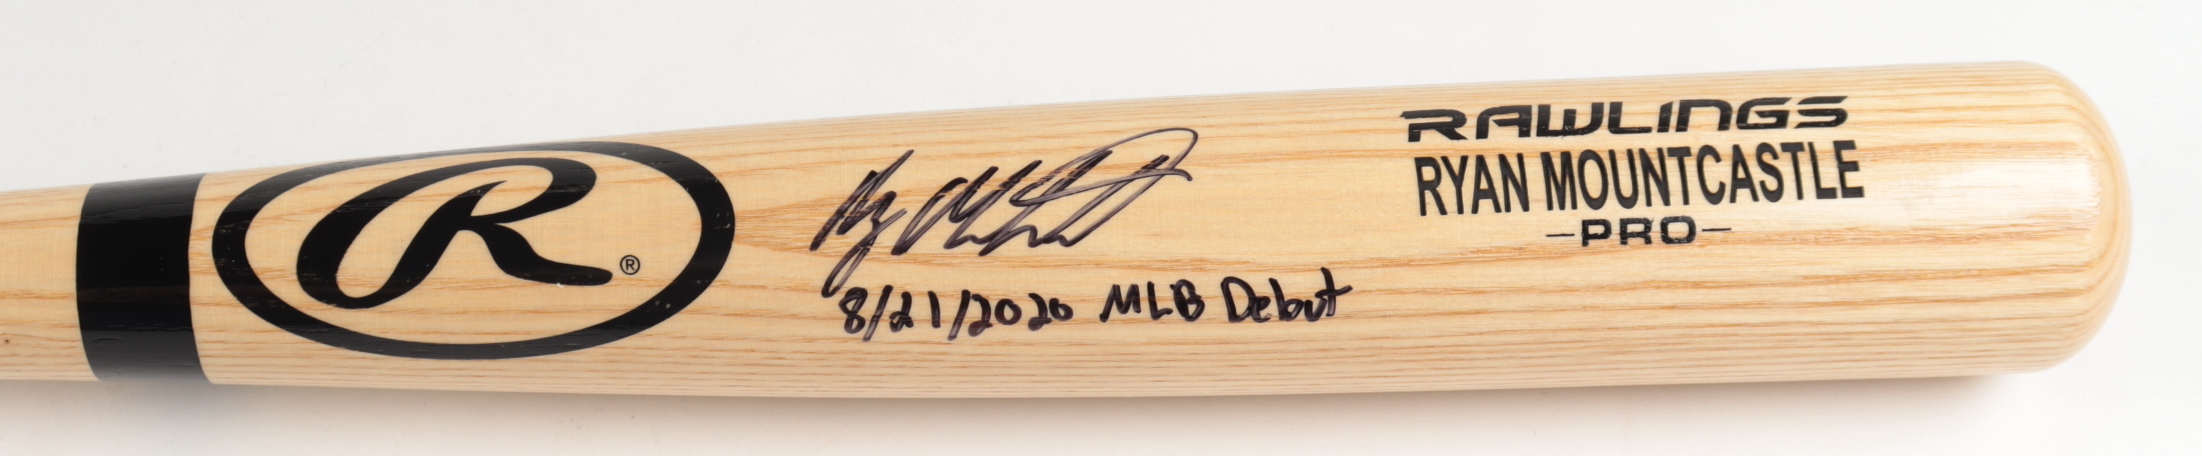 R®
8/21/2020 MLB Debut
RAWLINGS
RYAN MOUNTCASTLE
-PRO-